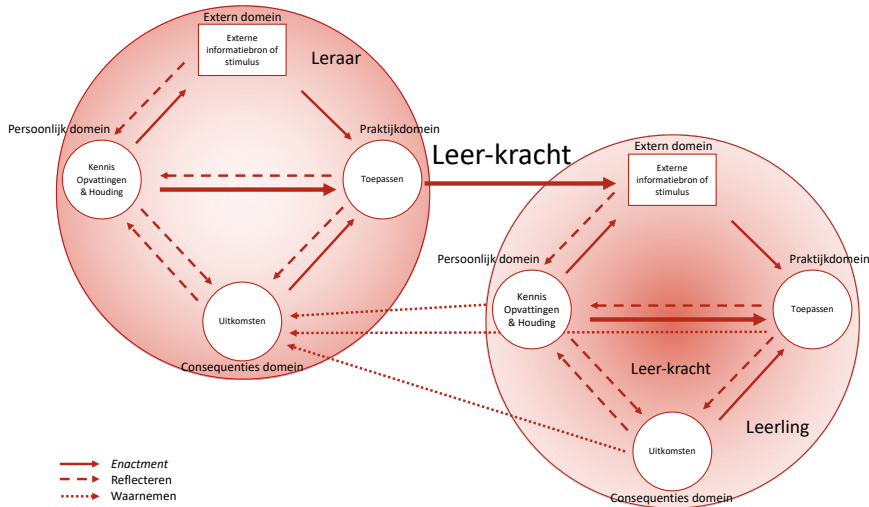 Extern domein
Externe
informatiebron of
stimulus
Leraar
Persoonlijk domein
Praktijkdomein
Kennis
Opvattingen
& Houding
Toepassen
Uitkomsten
Consequenties domein
Leer-kracht
Extern domein
Externe
informatiebron of
stimulus
Persoonlijk domein
Praktijkdomein
Kennis
Opvattingen
& Houding
Toepassen
Leer-kracht
Leerling
Uitkomsten
Consequenties domein
Enactment
Reflecteren
Waarnemen